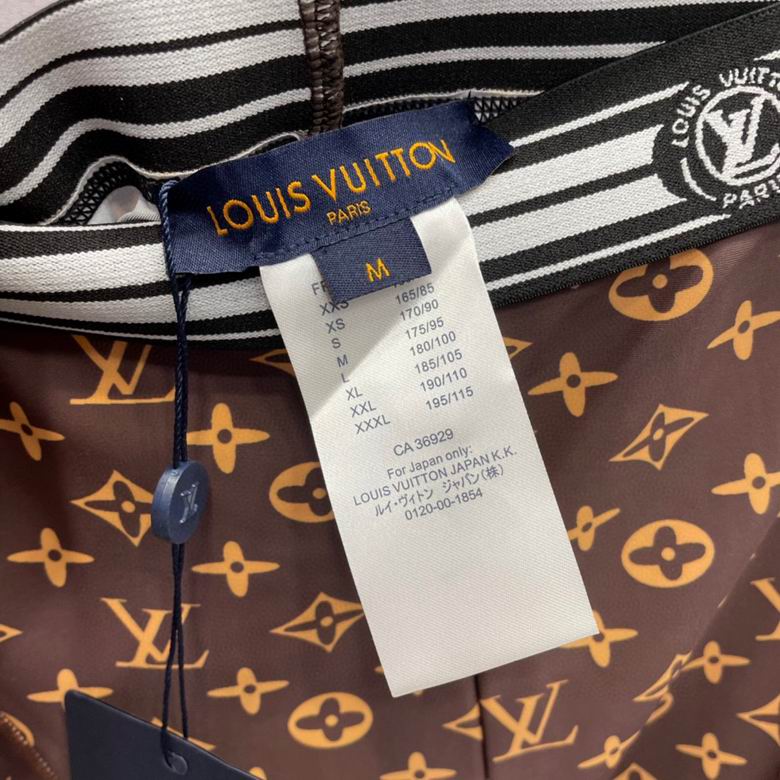 LOUIS VUITTON
PARIS
M
LOUIS VUITTON
LV
PARIS
XXS 165/85
XS 170/90
S 175/95
M 180/100
L 185/105
XL 190/110
XXL 195/115
XXXL
CA 36929
For Japan only:
LOUIS VUITTON JAPAN K.K.
ルイ・ヴィトン ジャパン(株)
0120-00-1854